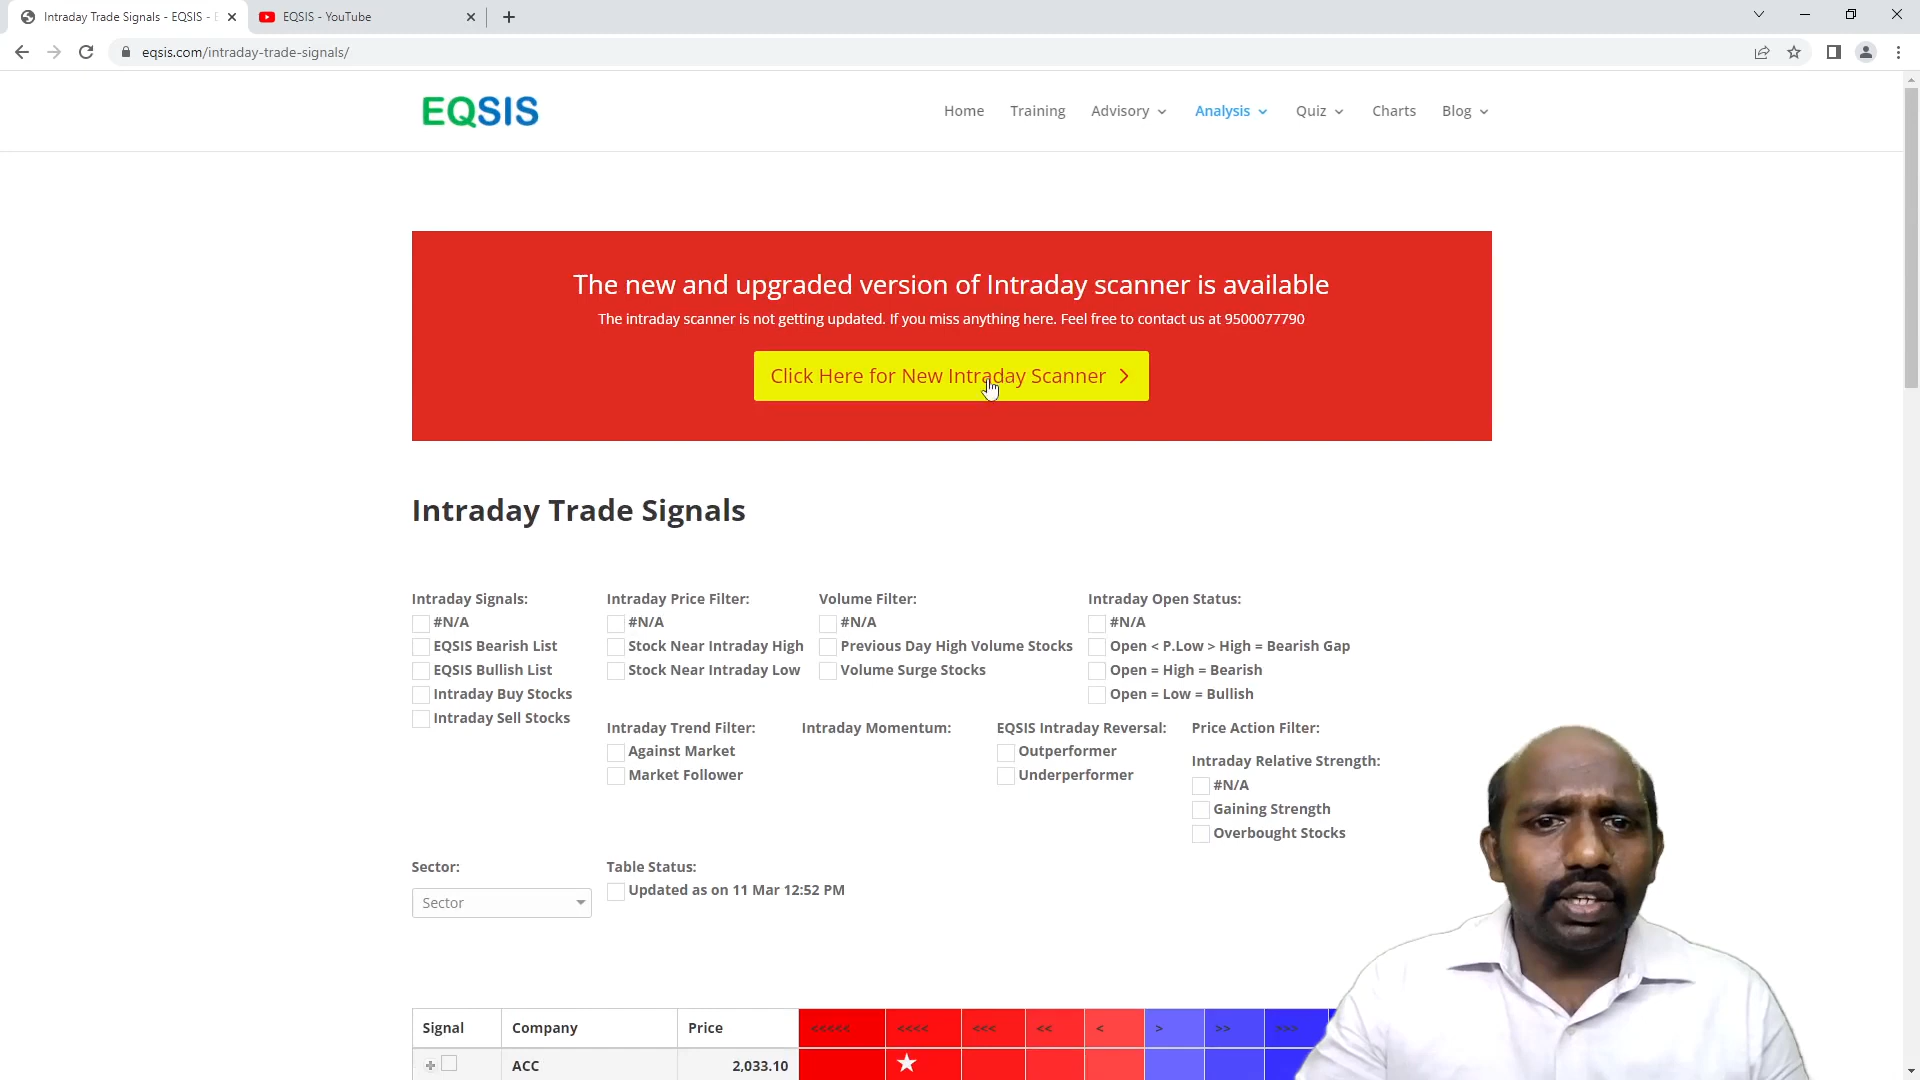 Intraday Trade Signals - EQSIS -
EQSIS - YouTube
eqsis.com/intraday-trade-signals/
EQSIS
Home Training Advisory Analysis Quiz Charts Blog
The new and upgraded version of Intraday scanner is available
The intraday scanner is not getting updated. If you miss anything here. Feel free to contact us at 9500077790
Click Here for New Intraday Scanner
Intraday Trade Signals
Intraday Signals:
#N/A
EQSIS Bearish List
EQSIS Bullish List
Intraday Buy Stocks
Intraday Sell Stocks
Intraday Price Filter:
#N/A
Stock Near Intraday High
Stock Near Intraday Low
Volume Filter:
#N/A
Previous Day High Volume Stocks
Volume Surge Stocks
Intraday Open Status:
#N/A
Open < P.Low > High = Bearish Gap
Open = High = Bearish
Open = Low = Bullish
Intraday Trend Filter:
Against Market
Market Follower
Intraday Momentum:
EQSIS Intraday Reversal:
Outperformer
Underperformer
Price Action Filter:
Intraday Relative Strength:
#N/A
Gaining Strength
Overbought Stocks
Sector:
Sector
Table Status:
Updated as on 11 Mar 12:52 PM
Signal Company Price <<<<< <<<< <<< << < > >> >>>
ACC 2,033.10